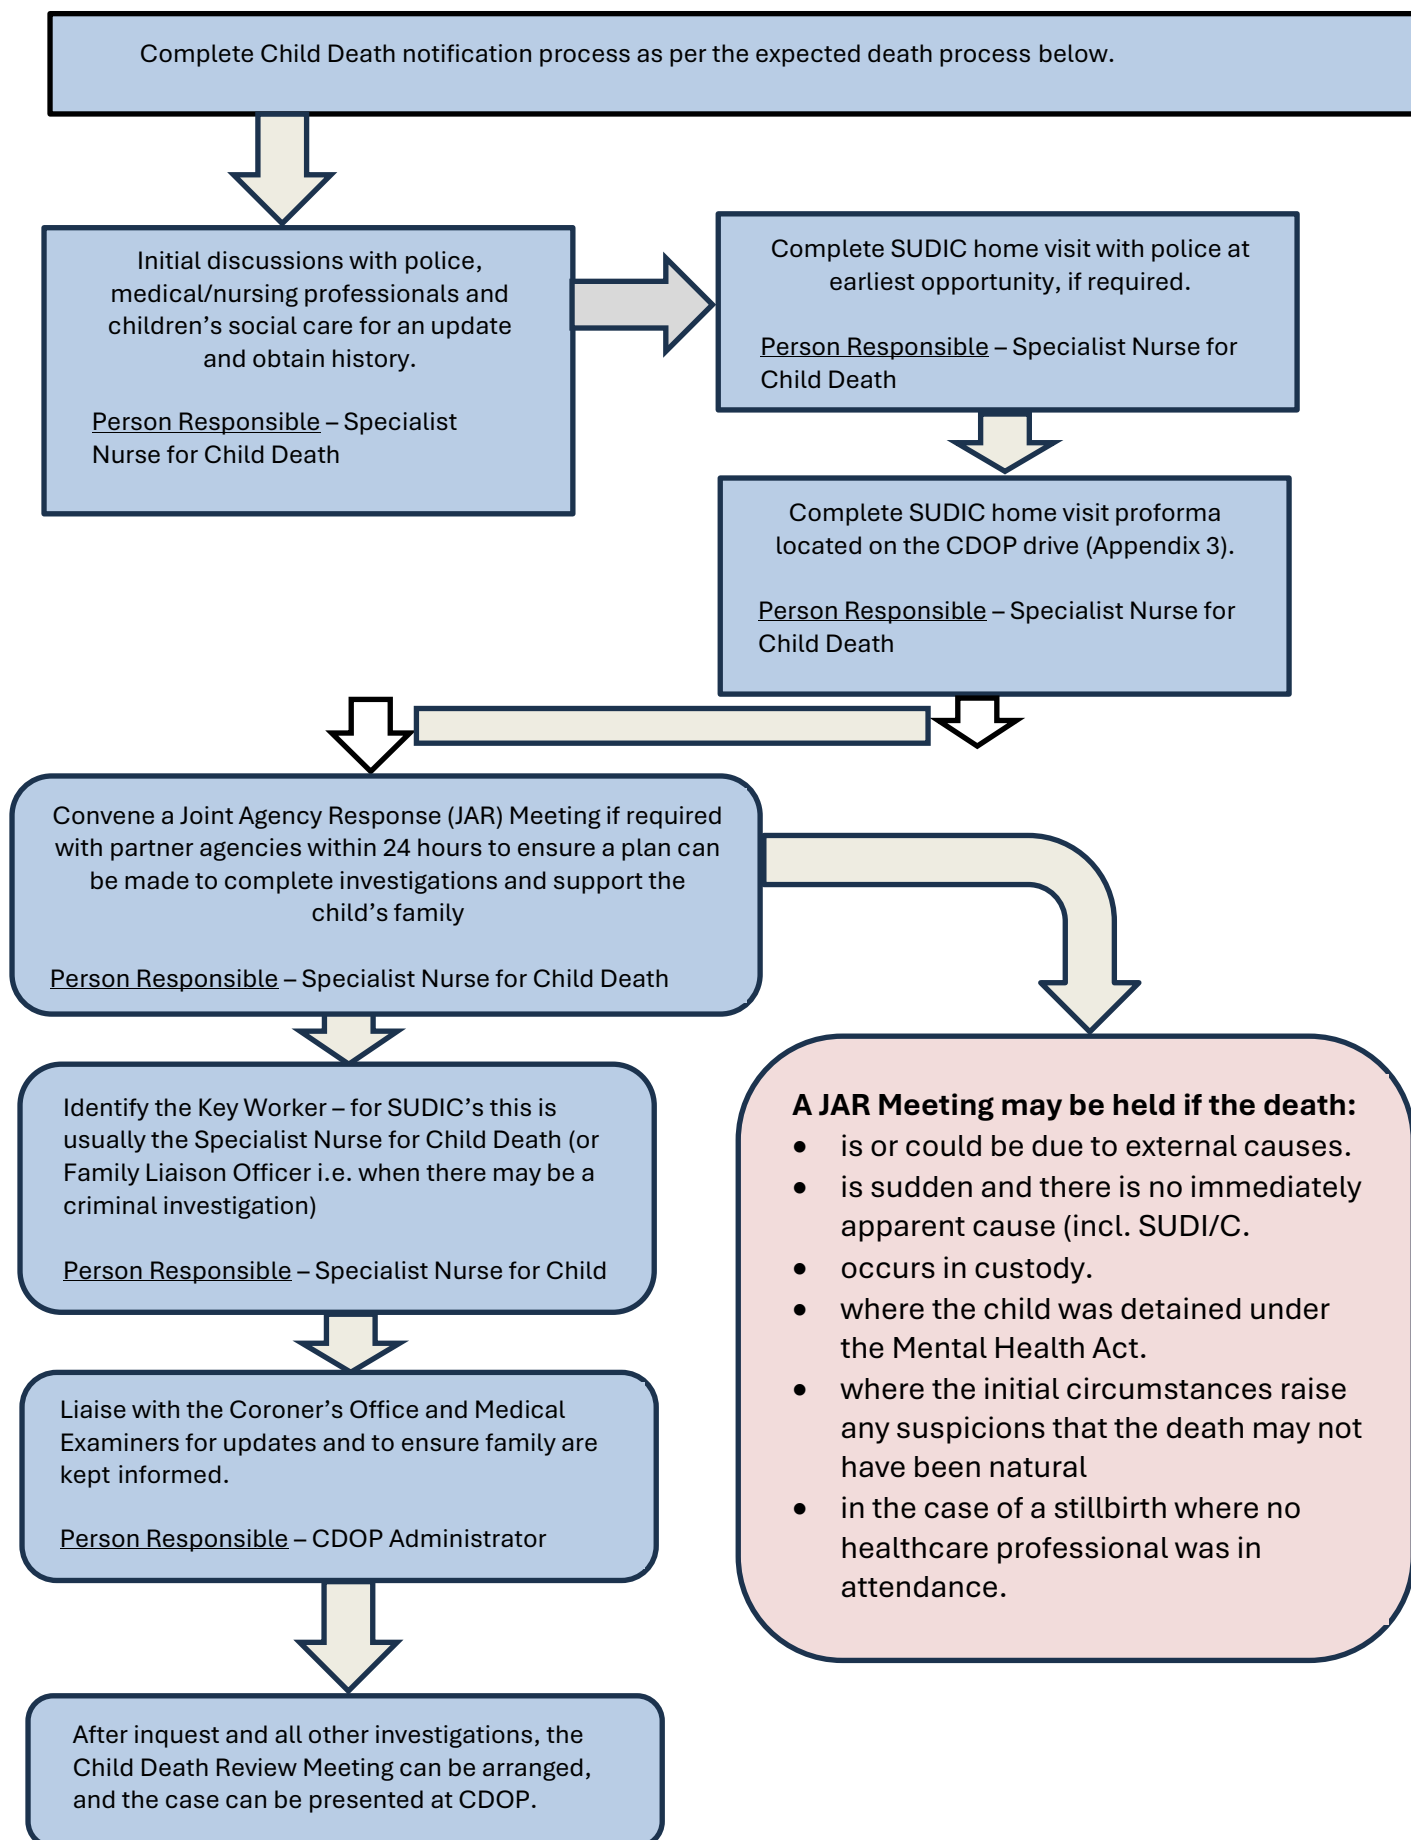 Complete Child Death notification process as per the expected death process below.
Initial discussions with police,
medical/nursing professionals and
children’s social care for an update
and obtain history.
Person Responsible – Specialist
Nurse for Child Death
Complete SUDIC home visit with police at
earliest opportunity, if required.
Person Responsible – Specialist Nurse for
Child Death
Complete SUDIC home visit proforma
located on the CDOP drive (Appendix 3).
Person Responsible – Specialist Nurse for
Child Death
Convene a Joint Agency Response (JAR) Meeting if required
with partner agencies within 24 hours to ensure a plan can
be made to complete investigations and support the
child’s family
Person Responsible – Specialist Nurse for Child Death
Identify the Key Worker – for SUDIC’s this is
usually the Specialist Nurse for Child Death (or
Family Liaison Officer i.e. when there may be a
criminal investigation)
Person Responsible – Specialist Nurse for Child
Liaise with the Coroner’s Office and Medical
Examiners for updates and to ensure family are
kept informed.
Person Responsible – CDOP Administrator
After inquest and all other investigations, the
Child Death Review Meeting can be arranged,
and the case can be presented at CDOP.
A JAR Meeting may be held if the death:
• is or could be due to external causes.
• is sudden and there is no immediately
apparent cause (incl. SUDI/C.
• occurs in custody.
• where the child was detained under
the Mental Health Act.
• where the initial circumstances raise
any suspicions that the death may not
have been natural
• in the case of a stillbirth where no
healthcare professional was in
attendance.